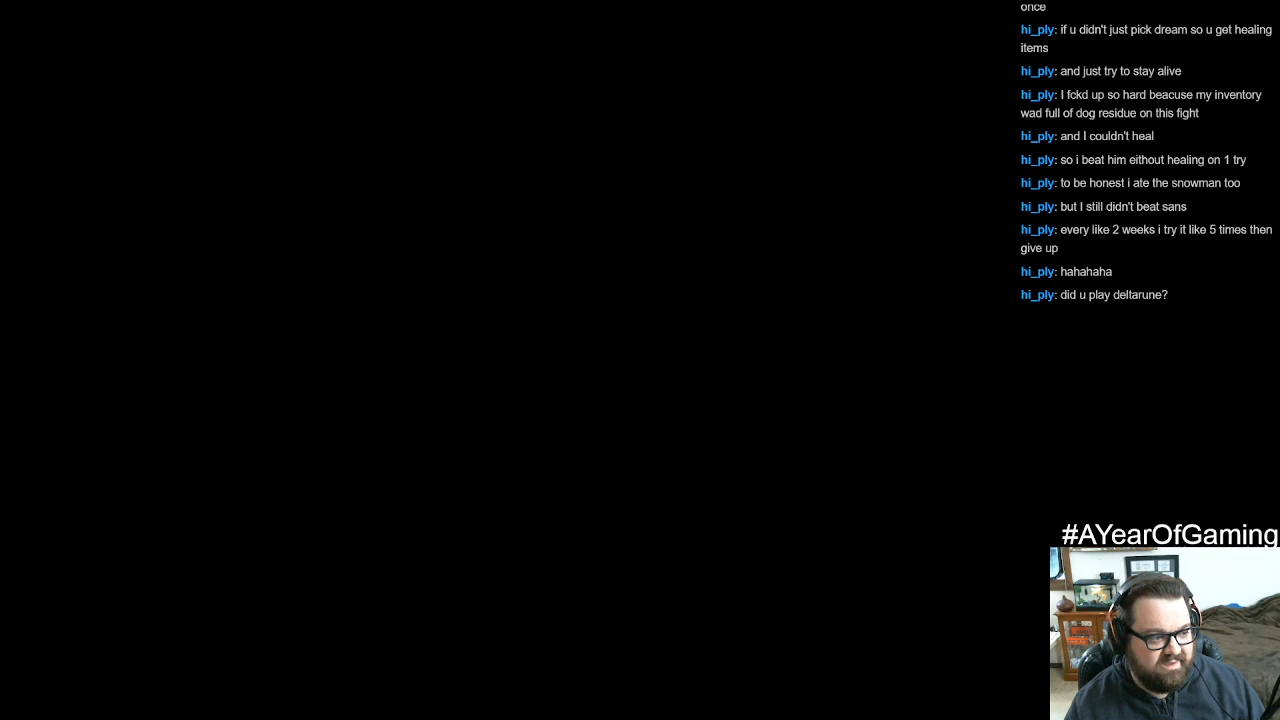 once
hi_ply: if u didn't just pick dream so u get healing
items
hi_ply: and just try to stay alive
hi_ply: I fckd up so hard beacuse my inventory
wad full of dog residue on this fight
hi_ply: and I couldn't heal
hi_ply: so i beat him eithout healing on 1 try
hi_ply: to be honest i ate the snowman too
hi_ply: but I still didn't beat sans
hi_ply: every like 2 weeks i try it like 5 times then
give up
hi_ply: hahahaha
hi_ply: did u play deltarune?
#AYearOfGaming